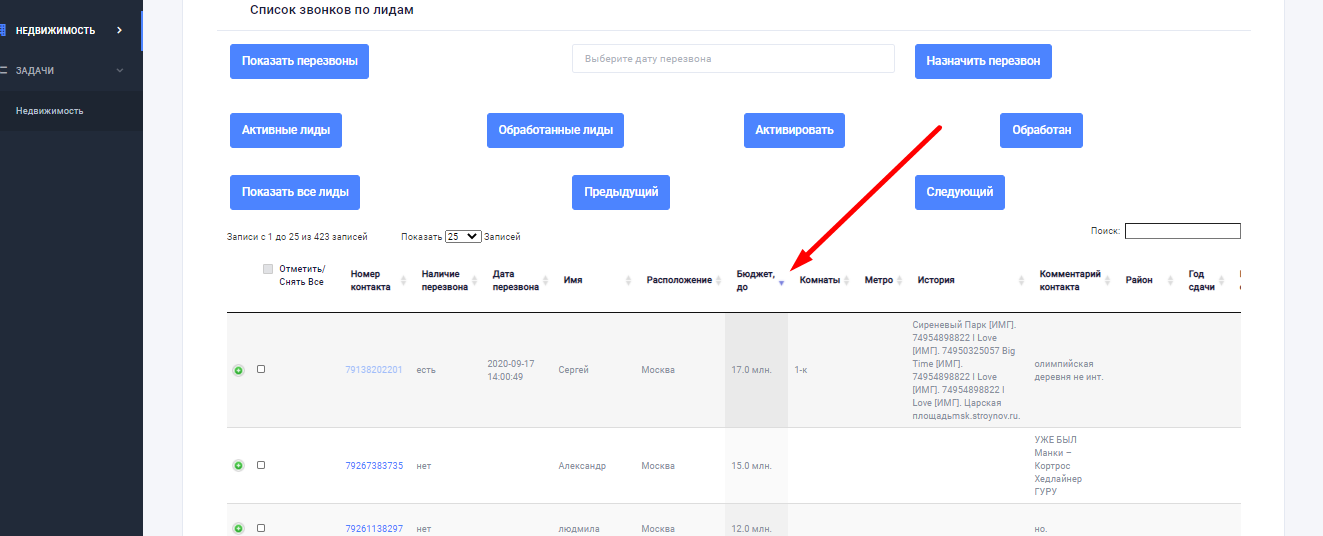 Список звонков по лидам
НЕДВИЖИМОСТЬ
ЗАДАЧИ
Недвижимость
Показать перезвоны
Выберите дату перезвона
Назначить перезвон
Активные лиды
Обработанные лиды
Активировать
Обработан
Показать все лиды
Предыдущий
Следующий
Записи с 1 до 25 из 423 записей
Показать 25 Записей
Поиск:
Отметить/
Снять Все
Номер
контакта
Наличие
перезвона
Дата
перезвона
Имя
Расположение
Бюджет,
до
Комнаты
Метро
История
Комментарий
контакта
Район
Год
сдачи
79138202201
есть
2020-09-17
14:00:49
Сергей
Москва
17.0 млн.
1-к
Сиреневый Парк [ИМГ].
74954898822 I Love
[ИМГ]. 74950325057 Big
Time [ИМГ].
74954898822 I Love
[ИМГ]. 74954898822 I
Love [ИМГ]. Царская
площадьmsk.stroynov.ru.
олимпийская
деревня не инт.
79267383735
нет
Александр
Москва
15.0 млн.
УЖЕ БЫЛ
Манки –
Кортрос
Хедлайнер
ГУРУ
79261138297
нет
людмила
Москва
12.0 млн.
но.